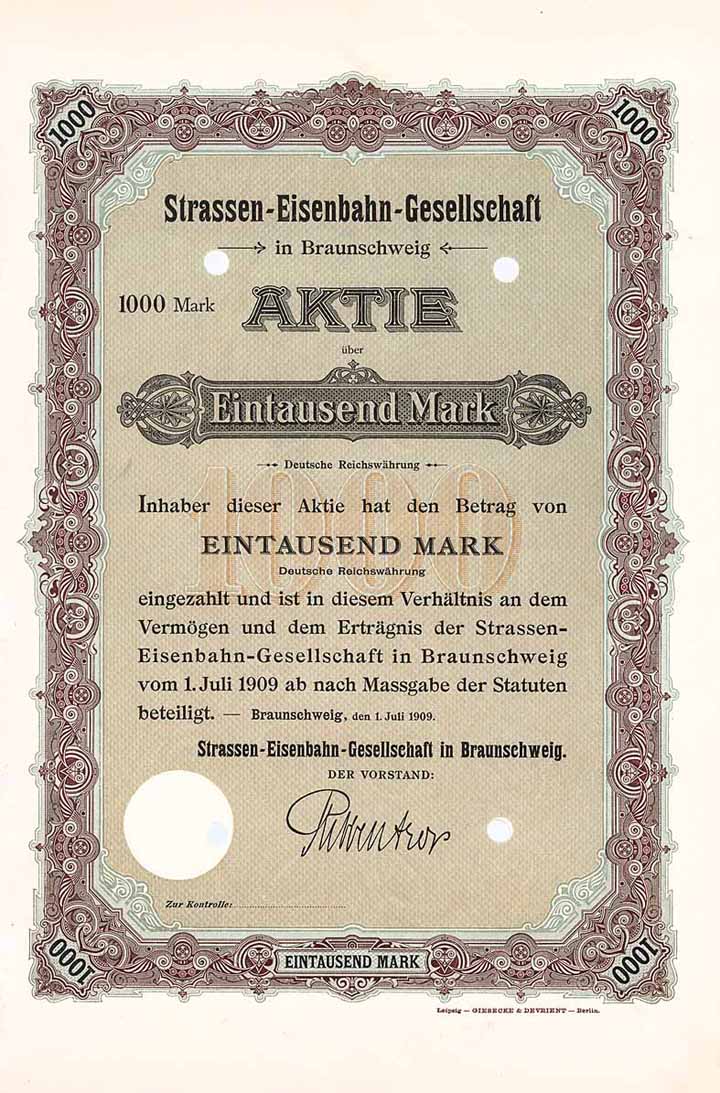 1000
1000
Strassen-Eisenbahn-Gesellschaft
in Braunschweig
1000 Mark
AKTIE
über
Eintausend Mark
Deutsche Reichswährung
1000
Inhaber dieser Aktie hat den Betrag von
EINTAUSEND MARK
Deutsche Reichswährung
eingezahlt und ist in diesem Verhältnis an dem
Vermögen und dem Erträgnis der Strassen-
Eisenbahn-Gesellschaft in Braunschweig
vom 1. Juli 1909 ab nach Massgabe der Statuten
beteiligt. — Braunschweig, den 1. Juli 1909.
Strassen-Eisenbahn-Gesellschaft in Braunschweig.
DER VORSTAND:
Zur Kontrolle:
1000
EINTAUSEND MARK
1000
Leipzig — GIESECKE & DEVRIENT — Berlin.